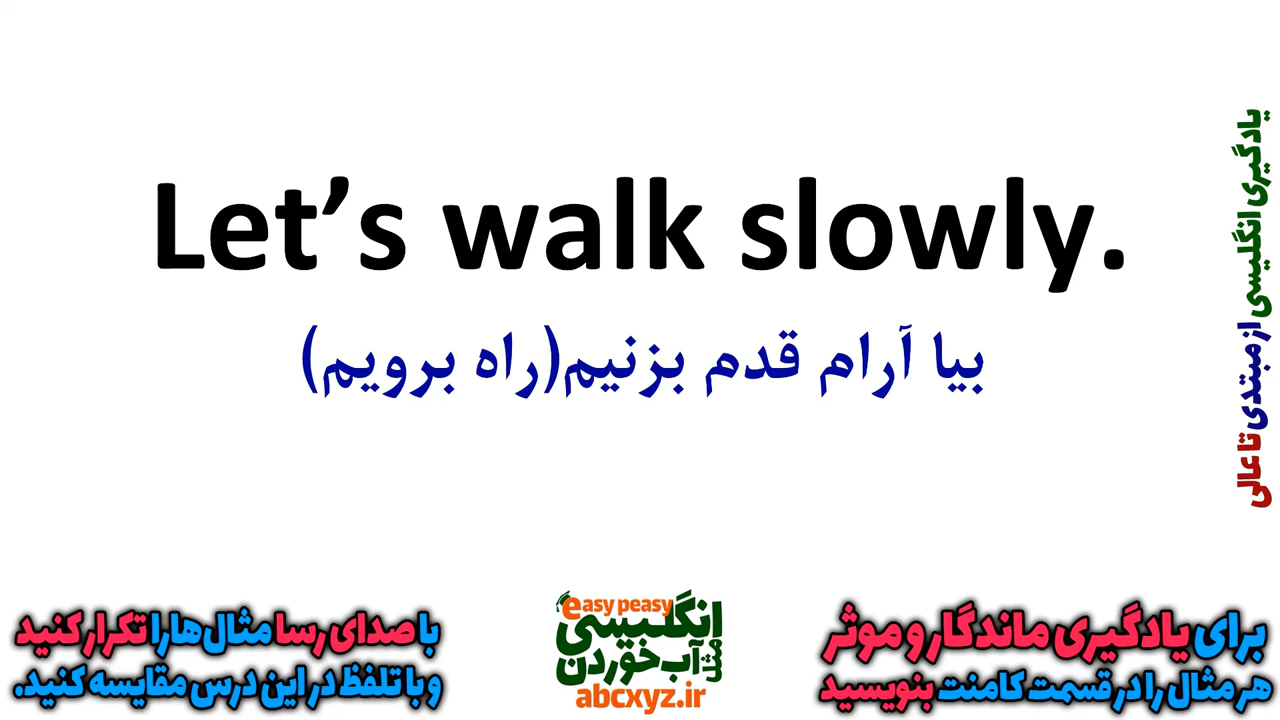 Let’s walk slowly.
بیا آرام قدم بزنیم(راه برویم)
یادگیری انگلیسی از مبتدی تا عالی
با صدای رسا مثال‌ها را تکرار کنید
و با تلفظ در این درس مقایسه کنید.
easy peasy
انگلیسی
مثل آب خوردن
abcxyz.ir
برای یادگیری ماندگار و موثر
هر مثال را در قسمت کامنت بنویسید